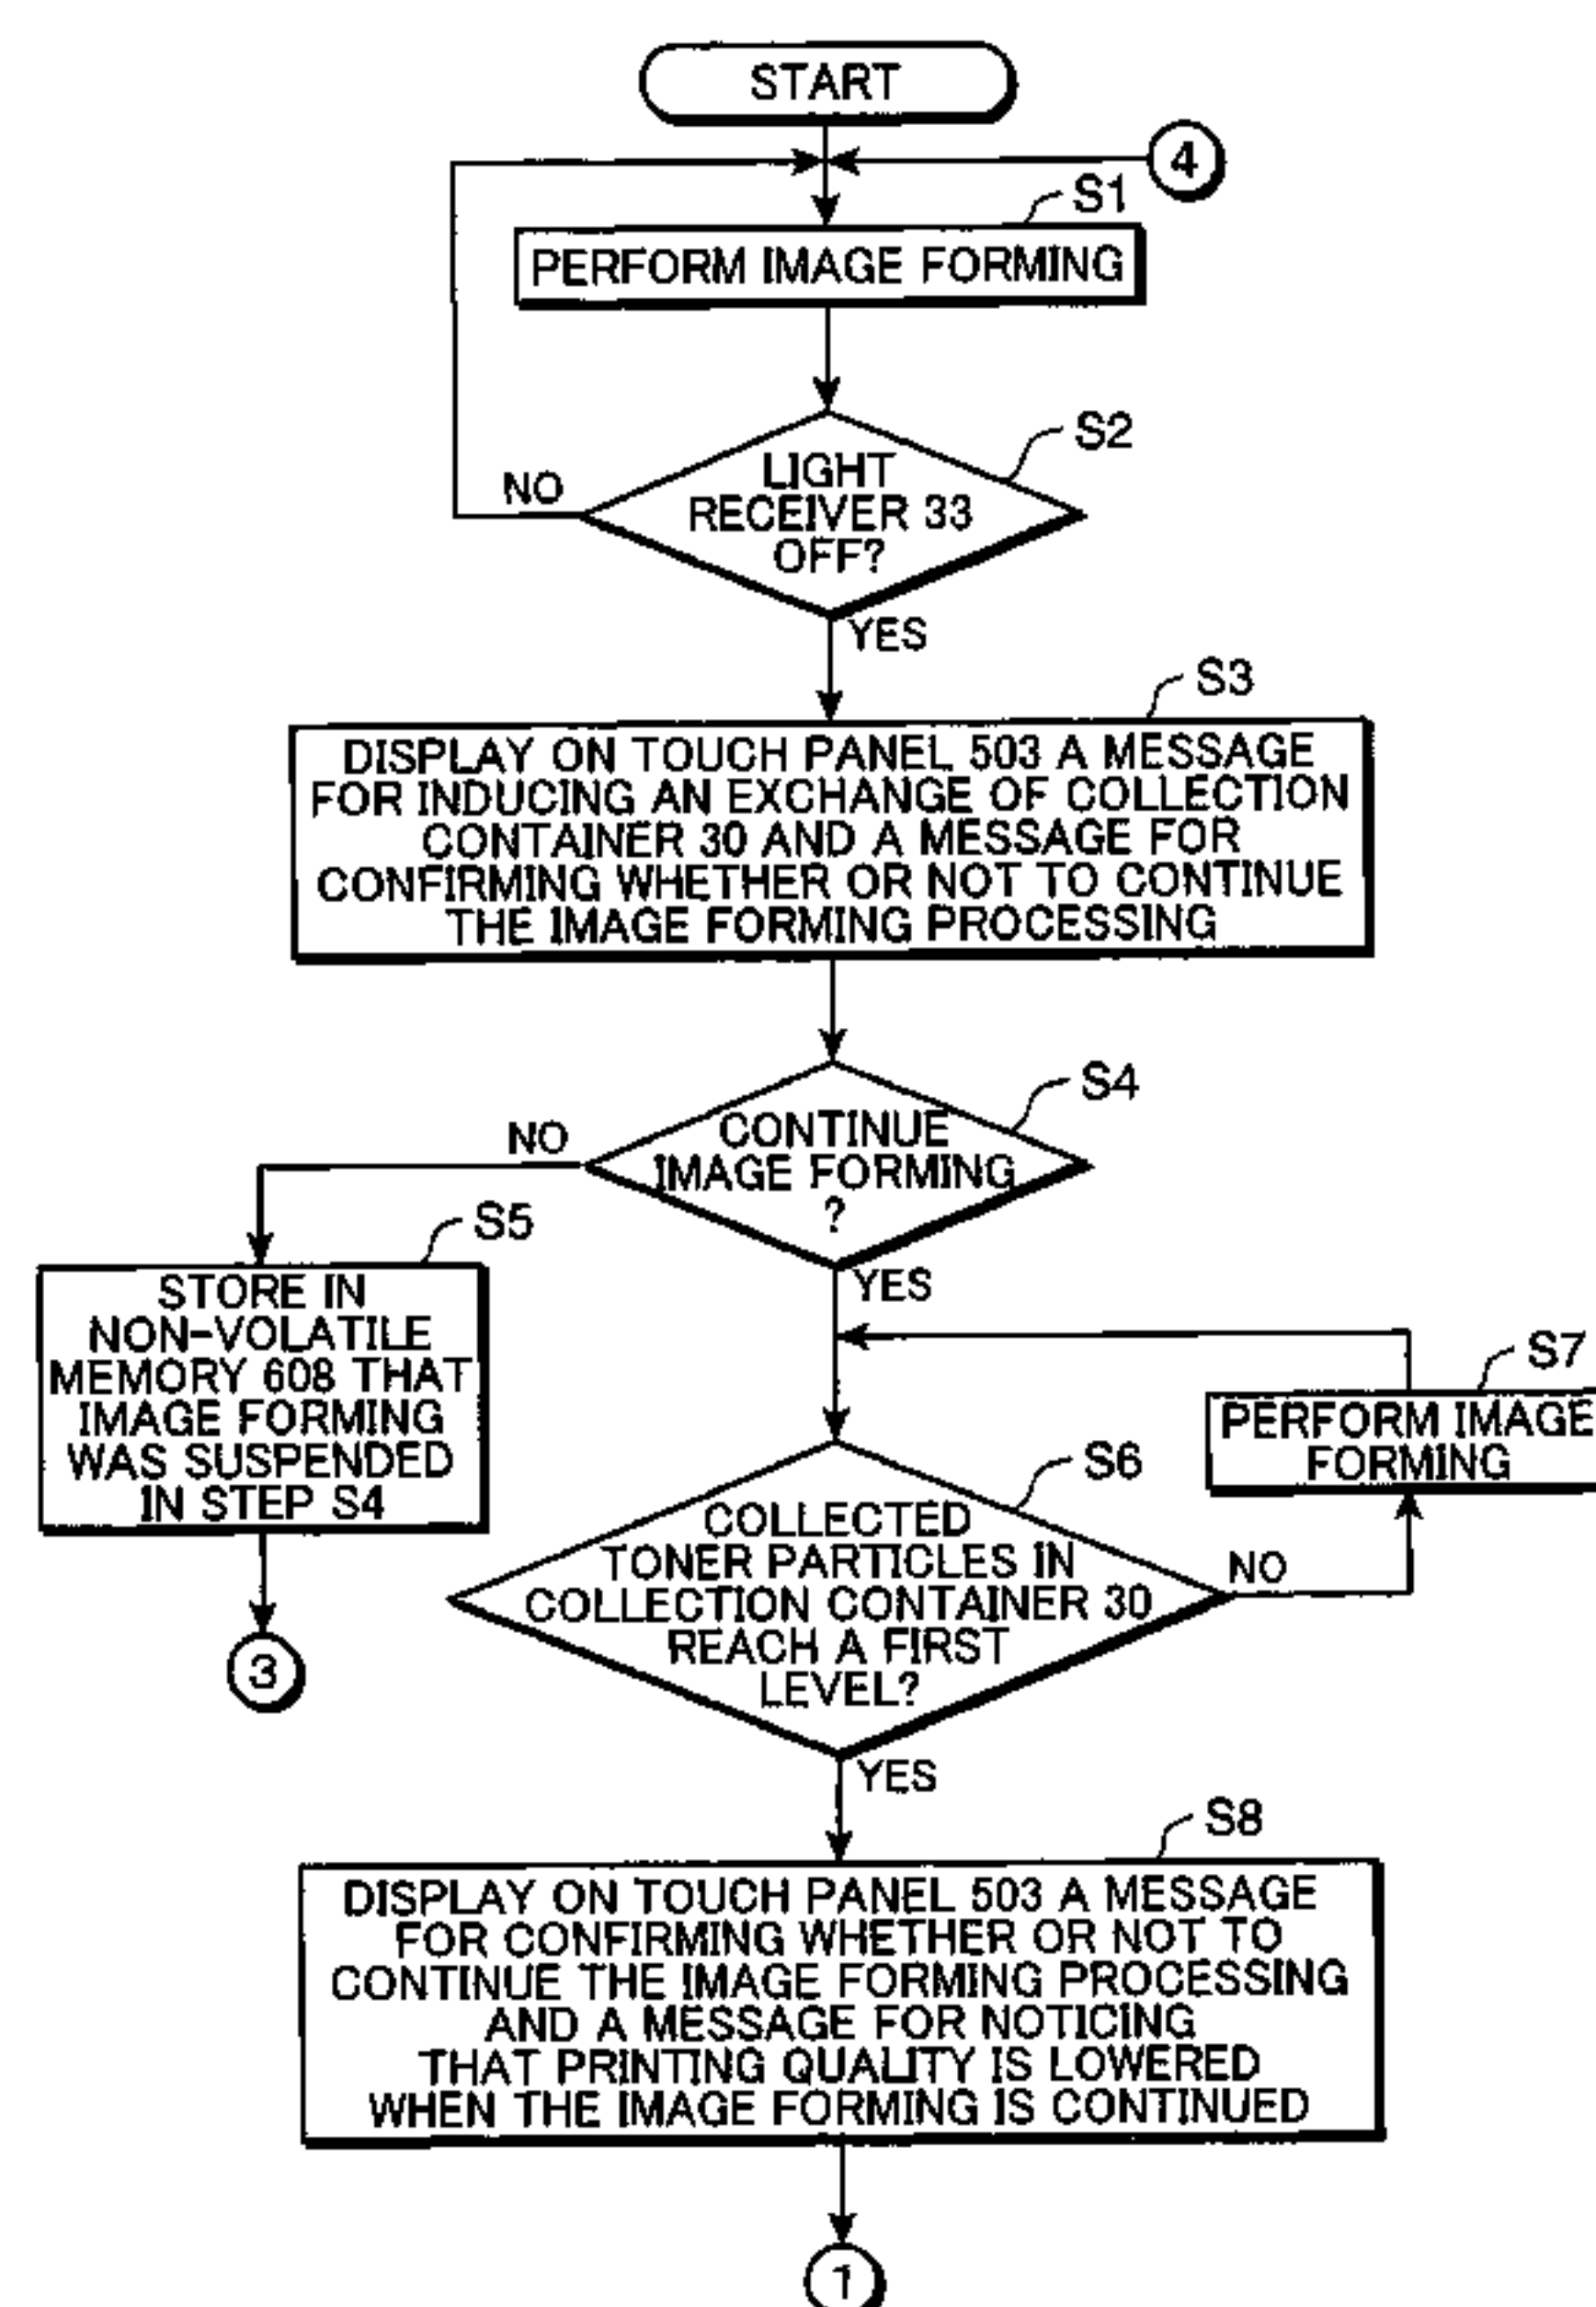 START
4
S1
PERFORM IMAGE FORMING
S2
LIGHT
RECEIVER 33
OFF?
NO
YES
S3
DISPLAY ON TOUCH PANEL 503 A MESSAGE
FOR INDUCING AN EXCHANGE OF COLLECTION
CONTAINER 30 AND A MESSAGE FOR
CONFIRMING WHETHER OR NOT TO CONTINUE
THE IMAGE FORMING PROCESSING
S4
CONTINUE
IMAGE FORMING
?
NO
YES
S5
STORE IN
NON-VOLATILE
MEMORY 608 THAT
IMAGE FORMING
WAS SUSPENDED
IN STEP S4
3
S7
PERFORM IMAGE
FORMING
S6
COLLECTED
TONER PARTICLES IN
COLLECTION CONTAINER 30
REACH A FIRST
LEVEL?
NO
YES
S8
DISPLAY ON TOUCH PANEL 503 A MESSAGE
FOR CONFIRMING WHETHER OR NOT TO
CONTINUE THE IMAGE FORMING PROCESSING
AND A MESSAGE FOR NOTICING
THAT PRINTING QUALITY IS LOWERED
WHEN THE IMAGE FORMING IS CONTINUED
1